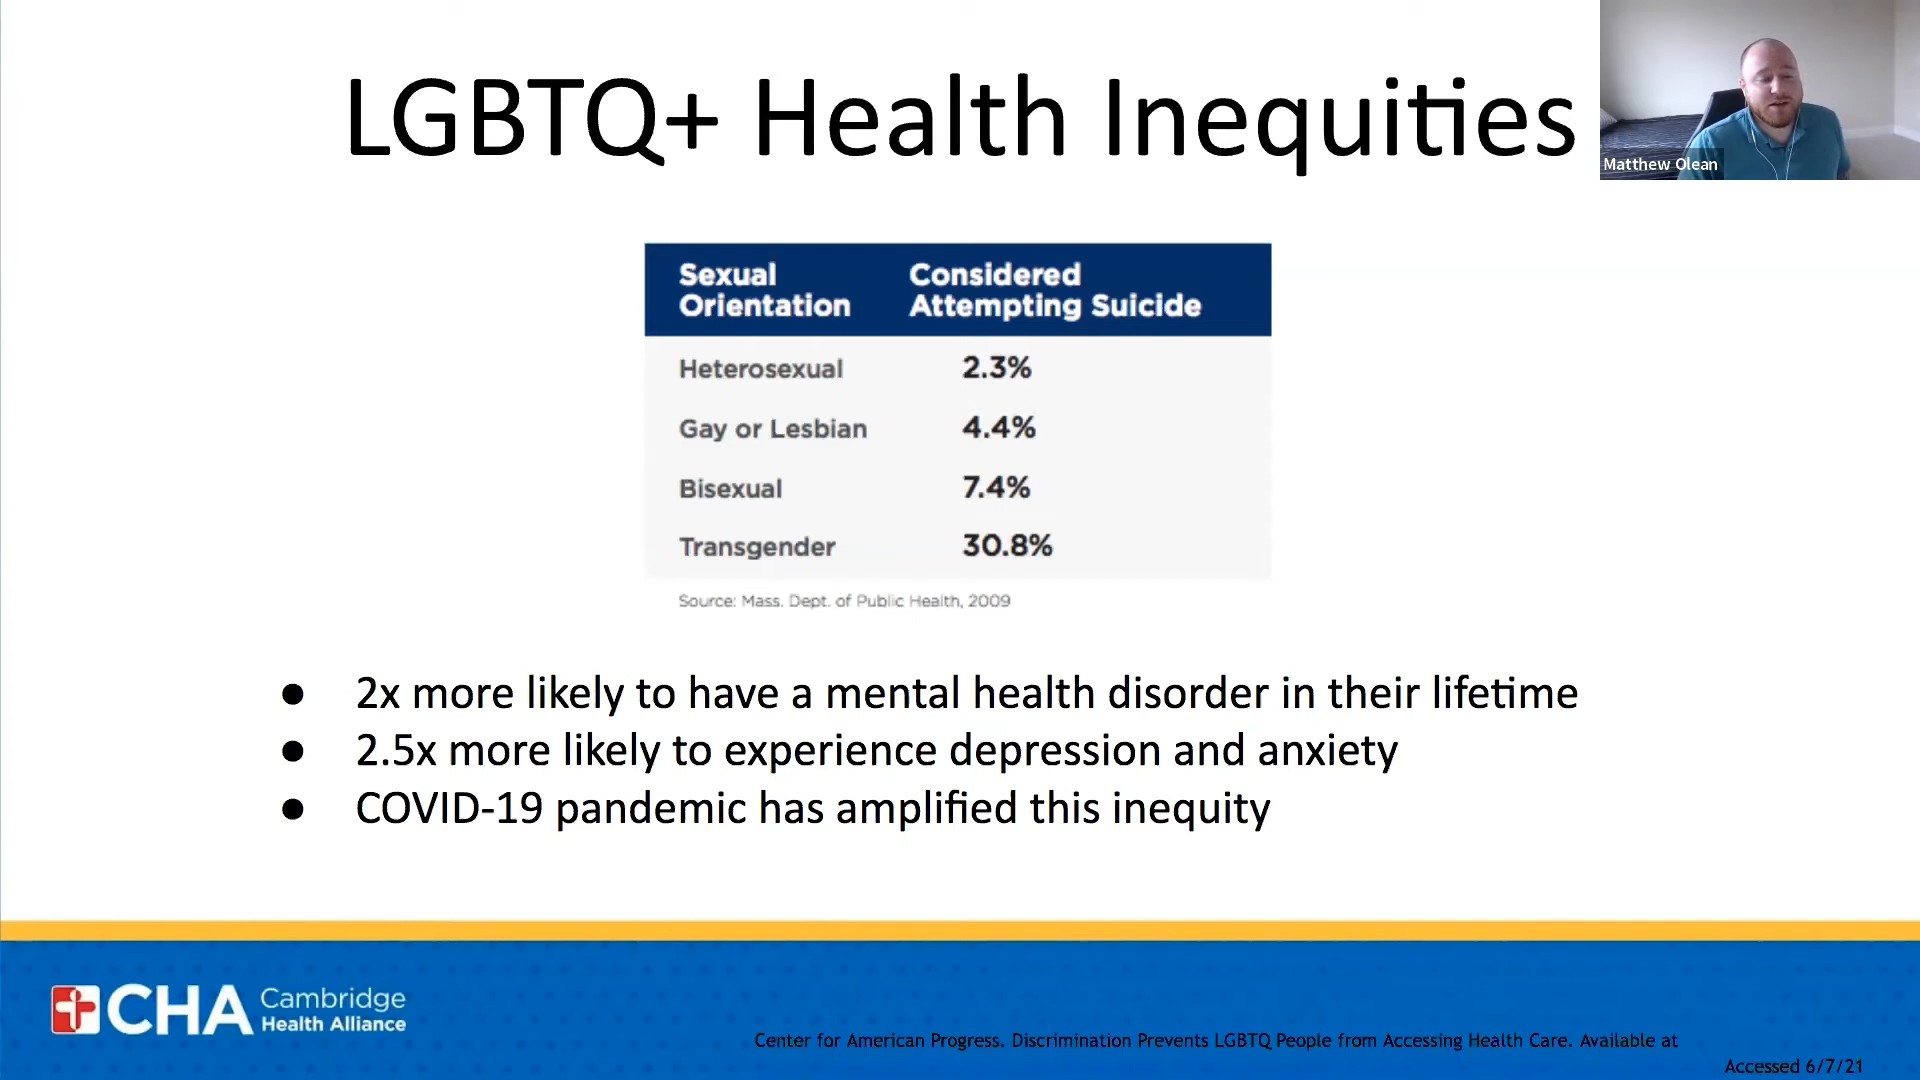 LGBTQ+ Health Inequities
Matthew Olean
Sexual Orientation
Considered Attempting Suicide
Heterosexual 2.3%
Gay or Lesbian 4.4%
Bisexual 7.4%
Transgender 30.8%
Source: Mass. Dept. of Public Health, 2009
● 2x more likely to have a mental health disorder in their lifetime
● 2.5x more likely to experience depression and anxiety
● COVID-19 pandemic has amplified this inequity
CHA Cambridge Health Alliance
Center for American Progress. Discrimination Prevents LGBTQ People from Accessing Health Care. Available at
Accessed 6/7/21